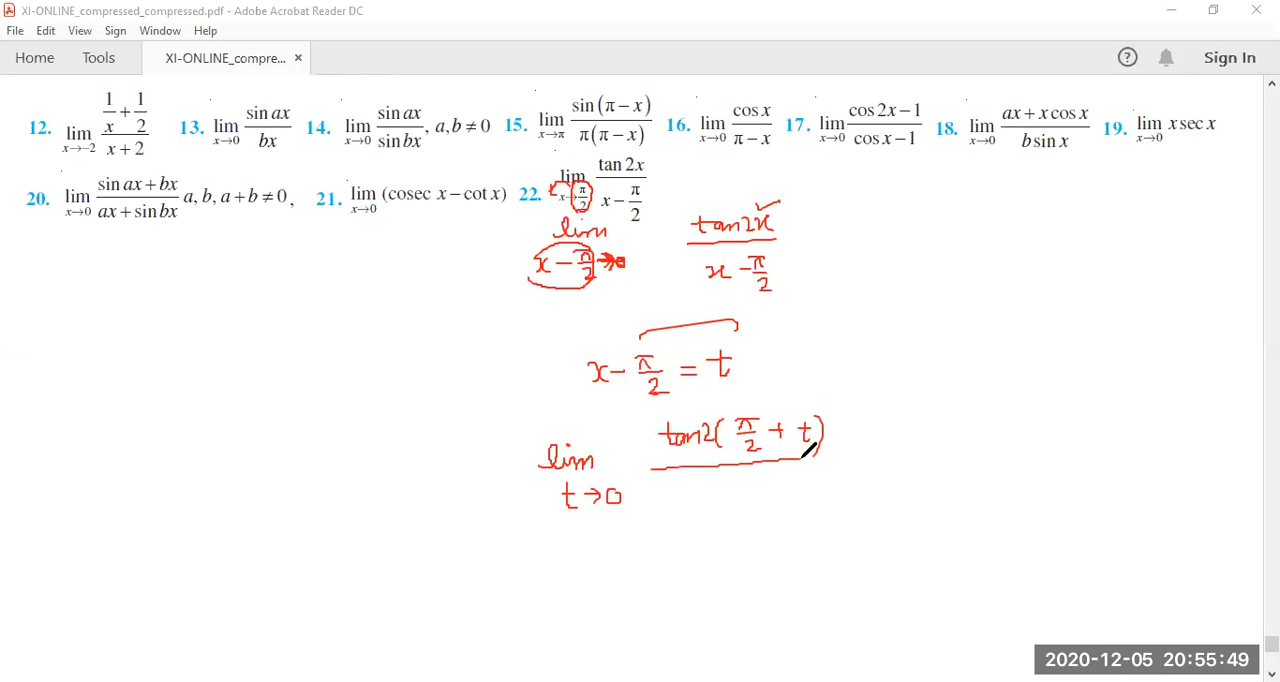 XI-ONLINE_compressed_compressed.pdf - Adobe Acrobat Reader DC
File Edit View Sign Window Help
Home Tools XI-ONLINE_compre... × ? Sign In
12. lim x→-2 (1/x + 1/2)/(x+2) 13. lim x→0 sin ax/bx 14. lim x→0 sin ax/sin bx, a,b ≠ 0 15. lim x→π sin(π−x)/π(π−x) 16. lim x→0 cos x/π−x 17. lim x→0 cos 2x−1/cos x−1 18. lim x→0 ax+x cos x/b sin x 19. lim x→0 x sec x
20. lim x→0 sin ax+bx/ax+sin bx a,b,a+b≠0, 21. lim x→0 (cosec x−cot x) 22. lim x→π/2 tan 2x/x−π/2
lim x−π/2→0 tan2x/x−π/2
x−π/2 = t
lim t→0 tan2(π/2 + t)
2020-12-05 20:55:49